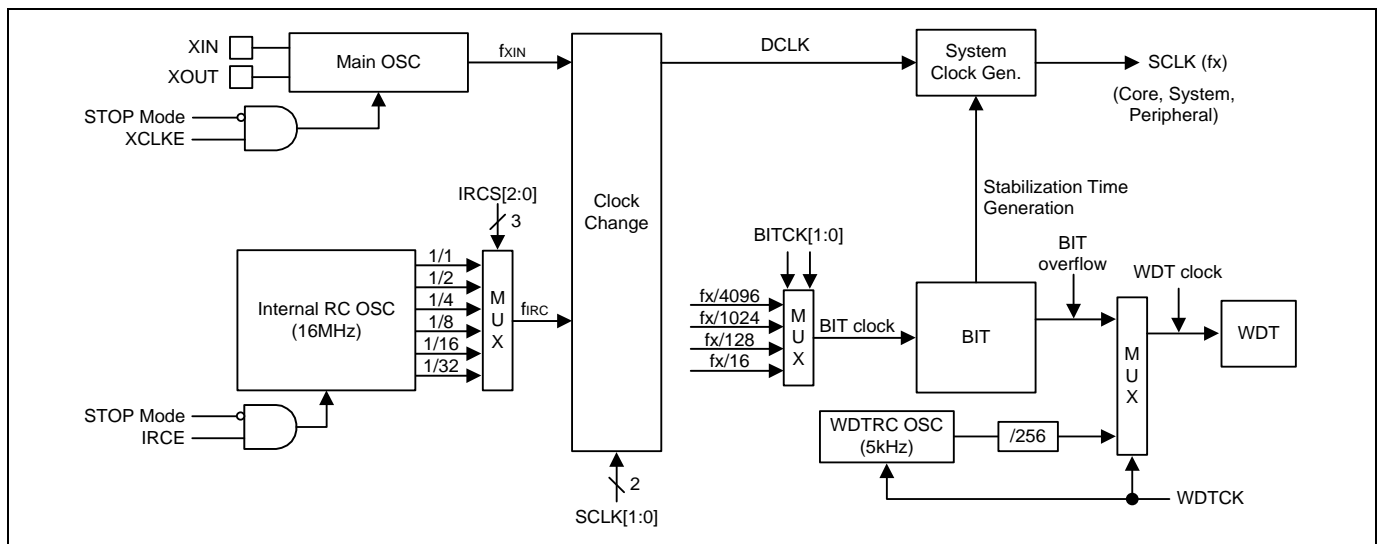 XIN
XOUT
Main OSC
fXIN
DCLK
System
Clock Gen.
SCLK (fx)
(Core, System,
Peripheral)
STOP Mode
XCLKE
Clock
Change
Stabilization Time
Generation
IRCS[2:0]
3
Internal RC OSC
(16MHz)
1/1
1/2
1/4
1/8
1/16
1/32
MUX
fIRC
STOP Mode
IRCE
2
SCLK[1:0]
BITCK[1:0]
fx/4096
fx/1024
fx/128
fx/16
MUX
BIT clock
BIT
BIT
overflow
WDT clock
MUX
WDT
WDTRC OSC
(5kHz)
/256
WDTCK